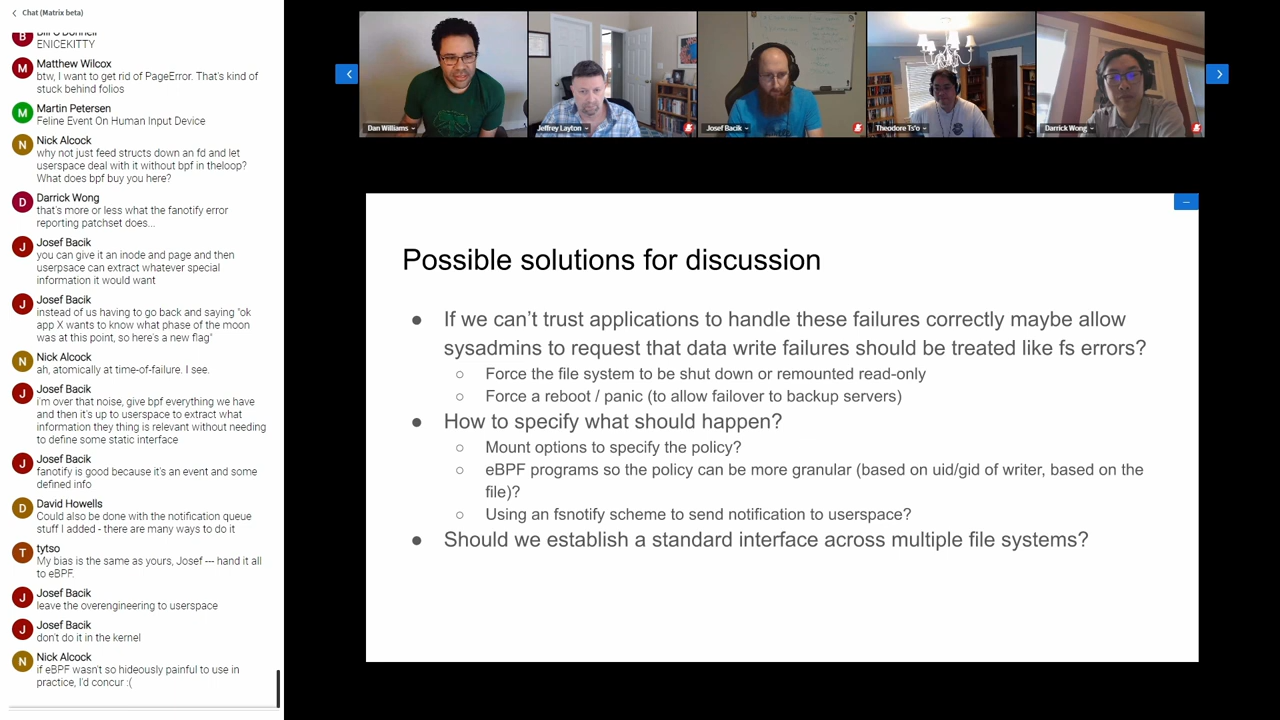 Chat (Matrix beta)
B
Bill O'Donnell
ENICEKITTY
M
Matthew Wilcox
btw, I want to get rid of PageError. That's kind of
stuck behind folios
M
Martin Petersen
Feline Event On Human Input Device
N
Nick Alcock
why not just feed structs down an fd and let
userspace deal with it without bpf in theloop?
What does bpf buy you here?
D
Darrick Wong
that's more or less what the fanotify error
reporting patchset does...
J
Josef Bacik
you can give it an inode and page and then
userpsace can extract whatever special
information it would want
J
Josef Bacik
instead of us having to go back and saying "ok
app X wants to know what phase of the moon
was at this point, so here's a new flag"
N
Nick Alcock
ah, atomically at time-of-failure. I see.
J
Josef Bacik
i'm over that noise, give bpf everything we have
and then it's up to userspace to extract what
information they thing is relevant without needing
to define some static interface
J
Josef Bacik
fanotify is good because it's an event and some
defined info
D
David Howells
Could also be done with the notification queue
stuff I added - there are many ways to do it
T
tytso
My bias is the same as yours, Josef --- hand it all
to eBPF.
J
Josef Bacik
leave the overengineering to userspace
J
Josef Bacik
don't do it in the kernel
N
Nick Alcock
if eBPF wasn't so hideously painful to use in
practice, I'd concur :(
Dan Williams
Jeffrey Layton
Josef Bacik
Theodore Ts'o
Darrick Wong
Possible solutions for discussion
● If we can't trust applications to handle these failures correctly maybe allow
sysadmins to request that data write failures should be treated like fs errors?
○ Force the file system to be shut down or remounted read-only
○ Force a reboot / panic (to allow failover to backup servers)
● How to specify what should happen?
○ Mount options to specify the policy?
○ eBPF programs so the policy can be more granular (based on uid/gid of writer, based on the
file)?
○ Using an fsnotify scheme to send notification to userspace?
● Should we establish a standard interface across multiple file systems?